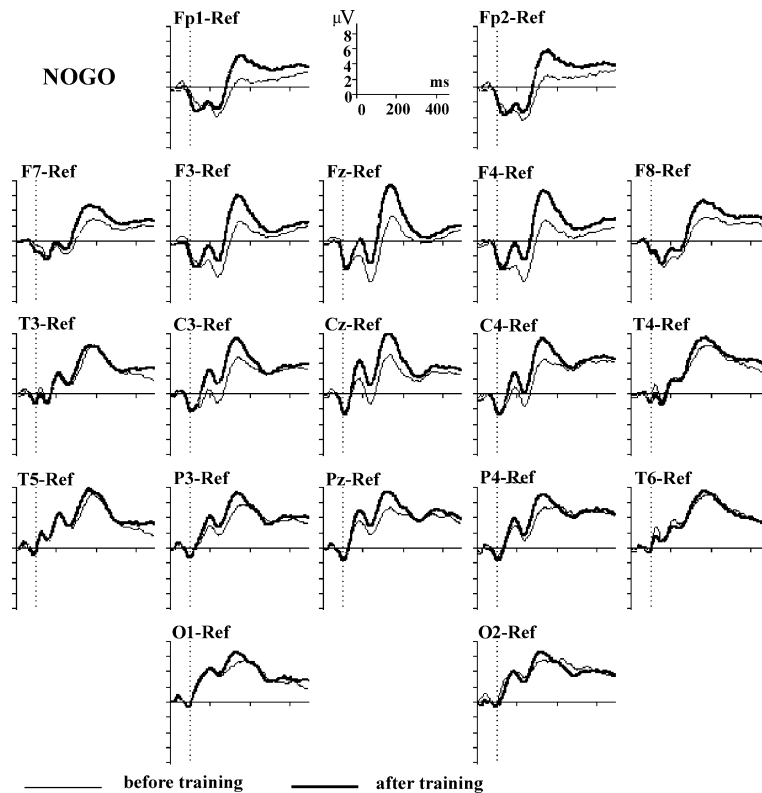 Fp1-Ref
μV
Fp2-Ref
8
6
4
2
0
ms
0 200 400
NOGO
F7-Ref F3-Ref Fz-Ref F4-Ref F8-Ref
T3-Ref C3-Ref Cz-Ref C4-Ref T4-Ref
T5-Ref P3-Ref Pz-Ref P4-Ref T6-Ref
O1-Ref O2-Ref
before training after training